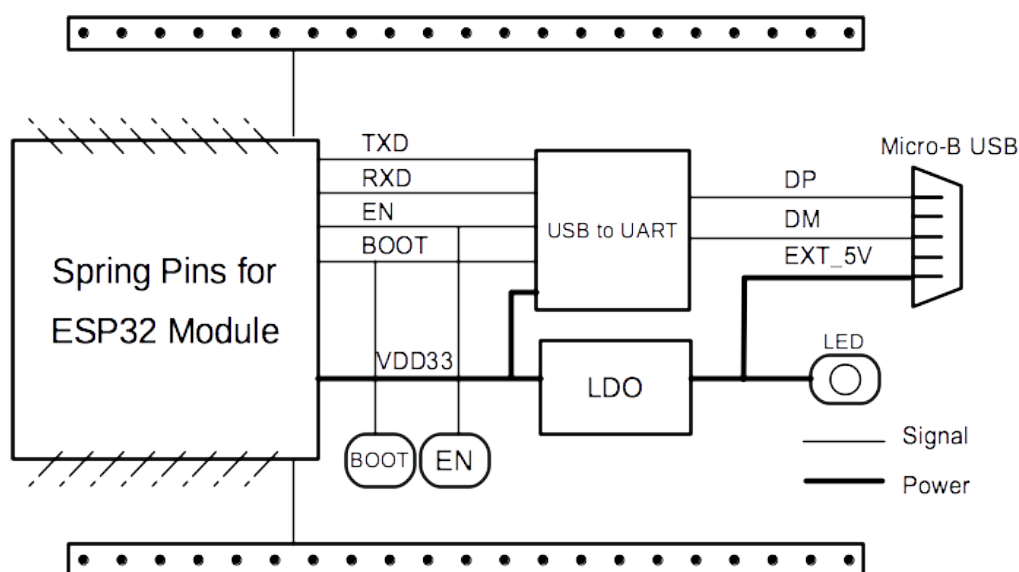 TXD
Micro-B USB
RXD
DP
EN
DM
USB to UART
BOOT
EXT_5V
Spring Pins for
ESP32 Module
VDD33
LED
LDO
BOOT
EN
Signal
Power